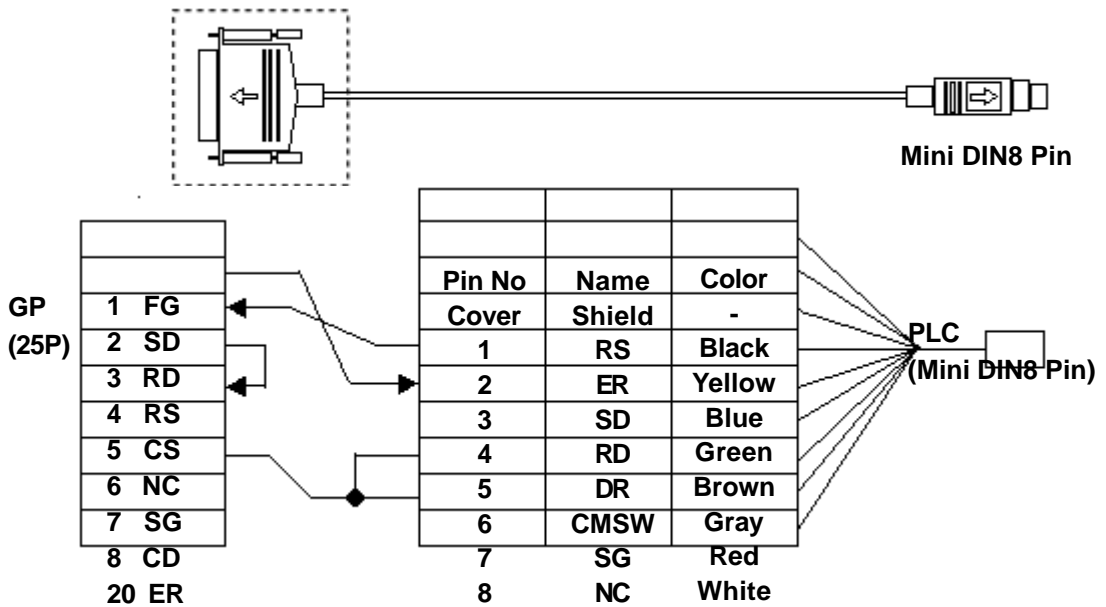 Mini DIN8 Pin
GP
(25P)
1 FG
2 SD
3 RD
4 RS
5 CS
6 NC
7 SG
8 CD
20 ER
Pin No Name Color
Cover Shield -
1 RS Black
2 ER Yellow
3 SD Blue
4 RD Green
5 DR Brown
6 CMSW Gray
7 SG Red
8 NC White
PLC
(Mini DIN8 Pin)